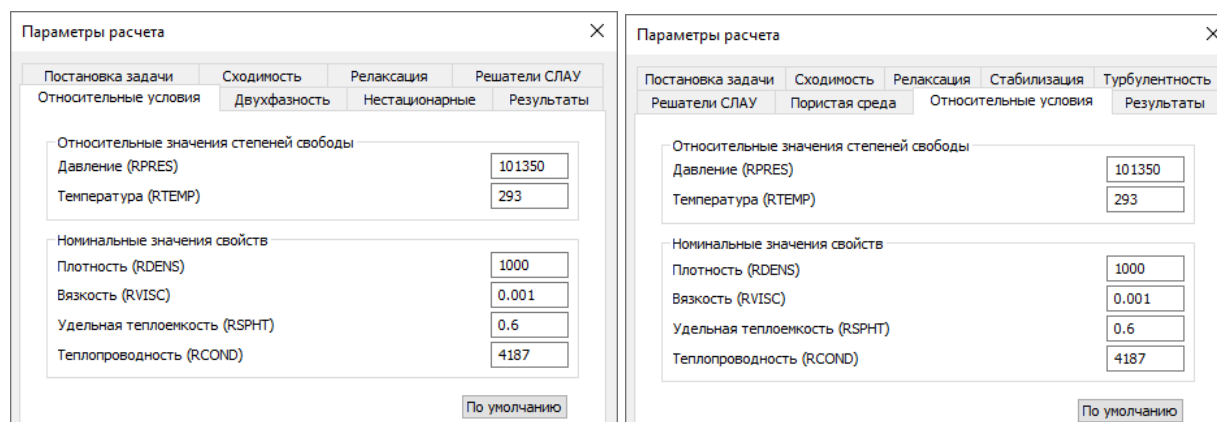 Параметры расчета
Постановка задачи Сходимость Релаксация Решатели СЛАУ
Относительные условия Двухфазность Нестационарные Результаты
Относительные значения степеней свободы
Давление (RPRES) 101350
Температура (RTEMP) 293
Номинальные значения свойств
Плотность (RDENS) 1000
Вязкость (RVISC) 0.001
Удельная теплоемкость (RSPHT) 0.6
Теплопроводность (RCOND) 4187
По умолчанию
Параметры расчета
Постановка задачи Сходимость Релаксация Стабилизация Турбулентность
Решатели СЛАУ Пористая среда Относительные условия Результаты
Относительные значения степеней свободы
Давление (RPRES) 101350
Температура (RTEMP) 293
Номинальные значения свойств
Плотность (RDENS) 1000
Вязкость (RVISC) 0.001
Удельная теплоемкость (RSPHT) 0.6
Теплопроводность (RCOND) 4187
По умолчанию